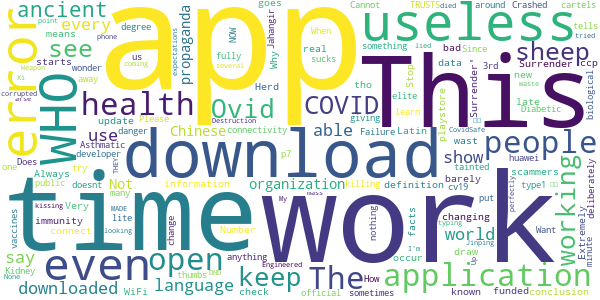 ancient every propaganda degree goes means starts
see wonder away
error WHO
app useless
This
health Ovid COVID
Why real sucks Jahangir When NOW us coming fully several
around Crashed died cartels tells something lied tried
sheep bad Since Surrender ccp
data elite 3rd Surrender'
Stop learn playstore biological
Herd tho giving
use update danger Please developer connectivity
Chinese able Failure Latin late new Diabetic
Asthmatic p7 Destruction
download people
Does public Not Always many
information show wast barely tainted
organization killing definition cv19 huawei
type1 scammers
time work working
one try doesnt
immunity lite connect change
Number official sometimes
kissing Very MADE looking
world changing draw facts occur
deliberately Extremely minute
even open keep The application
say language nothing
vaccines Kidney None
downloaded WiFi check thumbs
anything Engineered How
I'm typing Jinping
put Want known funded conclusion
Cannot TRUSTS phone point expectations Xi
Weapon corrupted arse waste perfectly
CovidSafe
THEY Mass